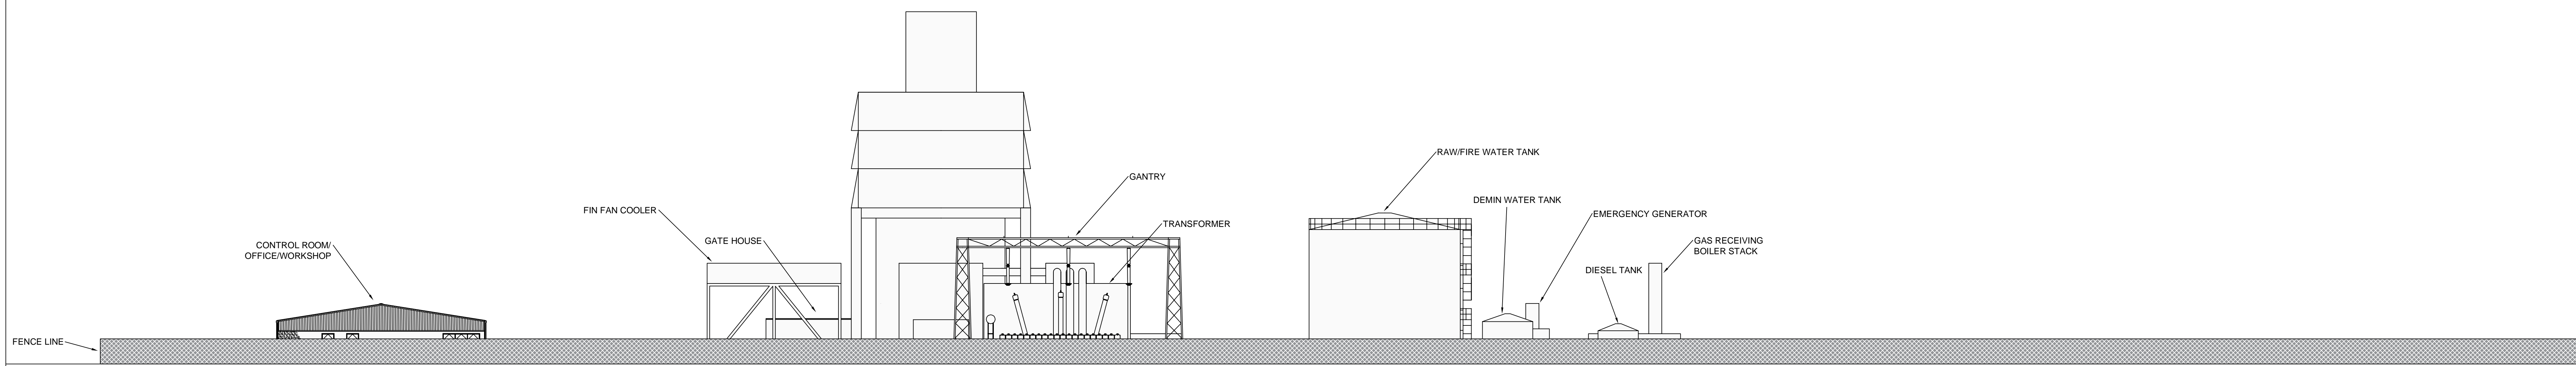 FENCE LINE
CONTROL ROOM/
OFFICE/WORKSHOP
FIN FAN COOLER
GATE HOUSE
GANTRY
TRANSFORMER
RAW/FIRE WATER TANK
DEMIN WATER TANK
EMERGENCY GENERATOR
DIESEL TANK
GAS RECEIVING
BOILER STACK